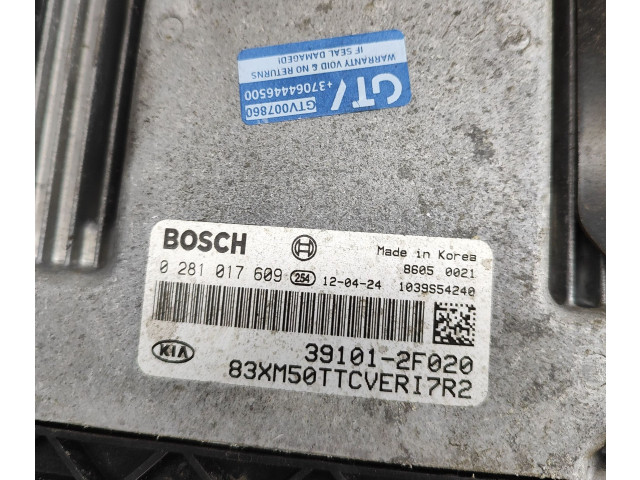 WARRANTY VOID & NO RETURNS
IF SEAL DAMAGED!
GT/
+37064446500
GTV007860
BOSCH
Made in Korea
8605 0021
0 281 017 609 254 12-04-24 1039S54240
KIA
39101-2F020
83XM50TTCVERI7R2